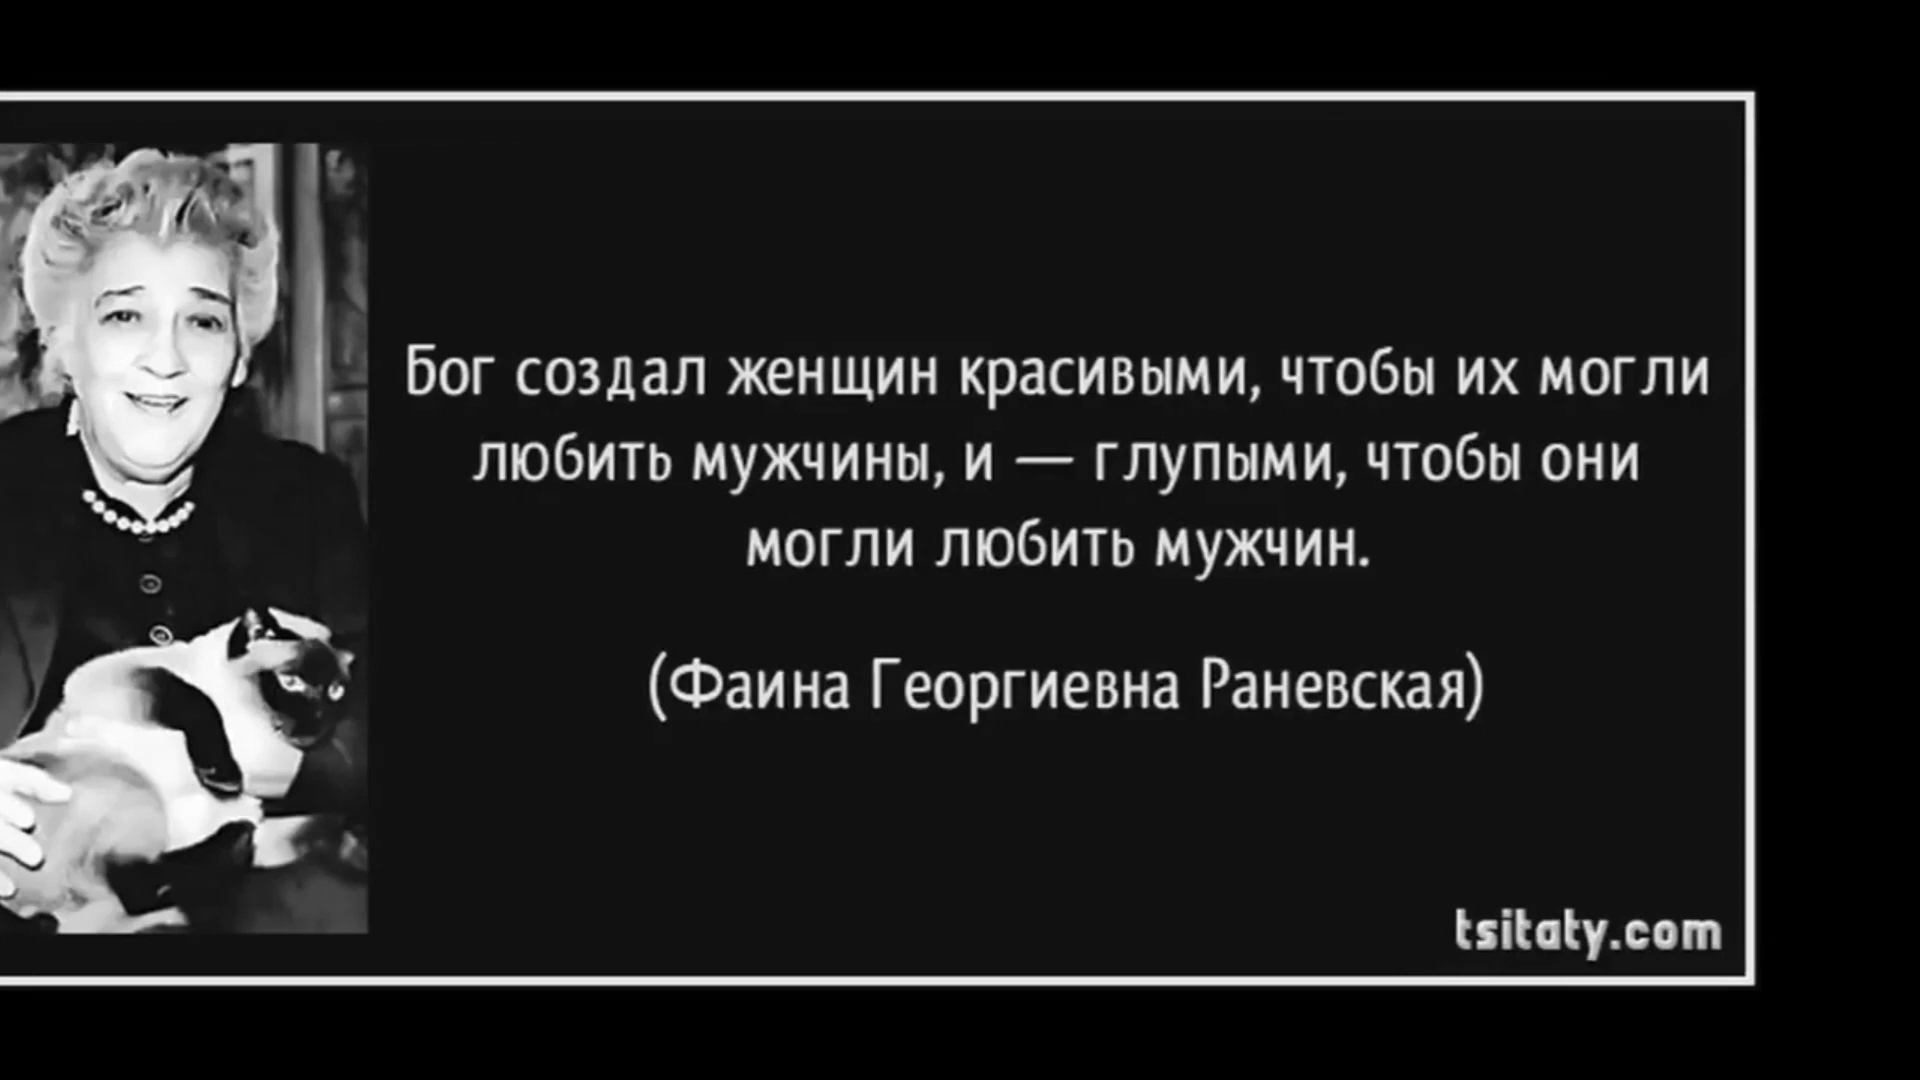 Бог создал женщин красивыми, чтобы их могли
любить мужчины, и — глупыми, чтобы они
могли любить мужчин.
(Фаина Георгиевна Раневская)
tsitaty.com